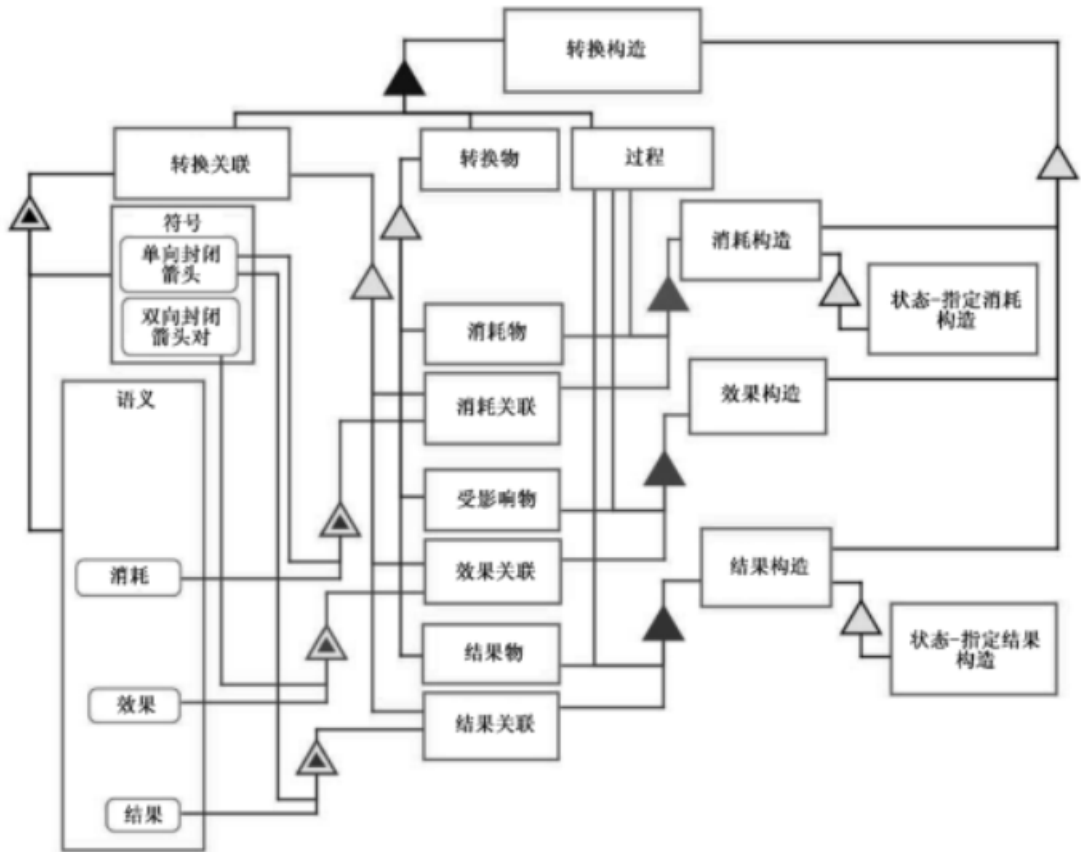 转换构造
转换关联
转换物
过程
符号
单向封闭
箭头
双向封闭
箭头对
消耗构造
状态-指定消耗
构造
消耗物
语义
消耗关联
效果构造
受影响物
消耗
效果关联
结果构造
结果物
状态-指定结果
构造
效果
结果关联
结果